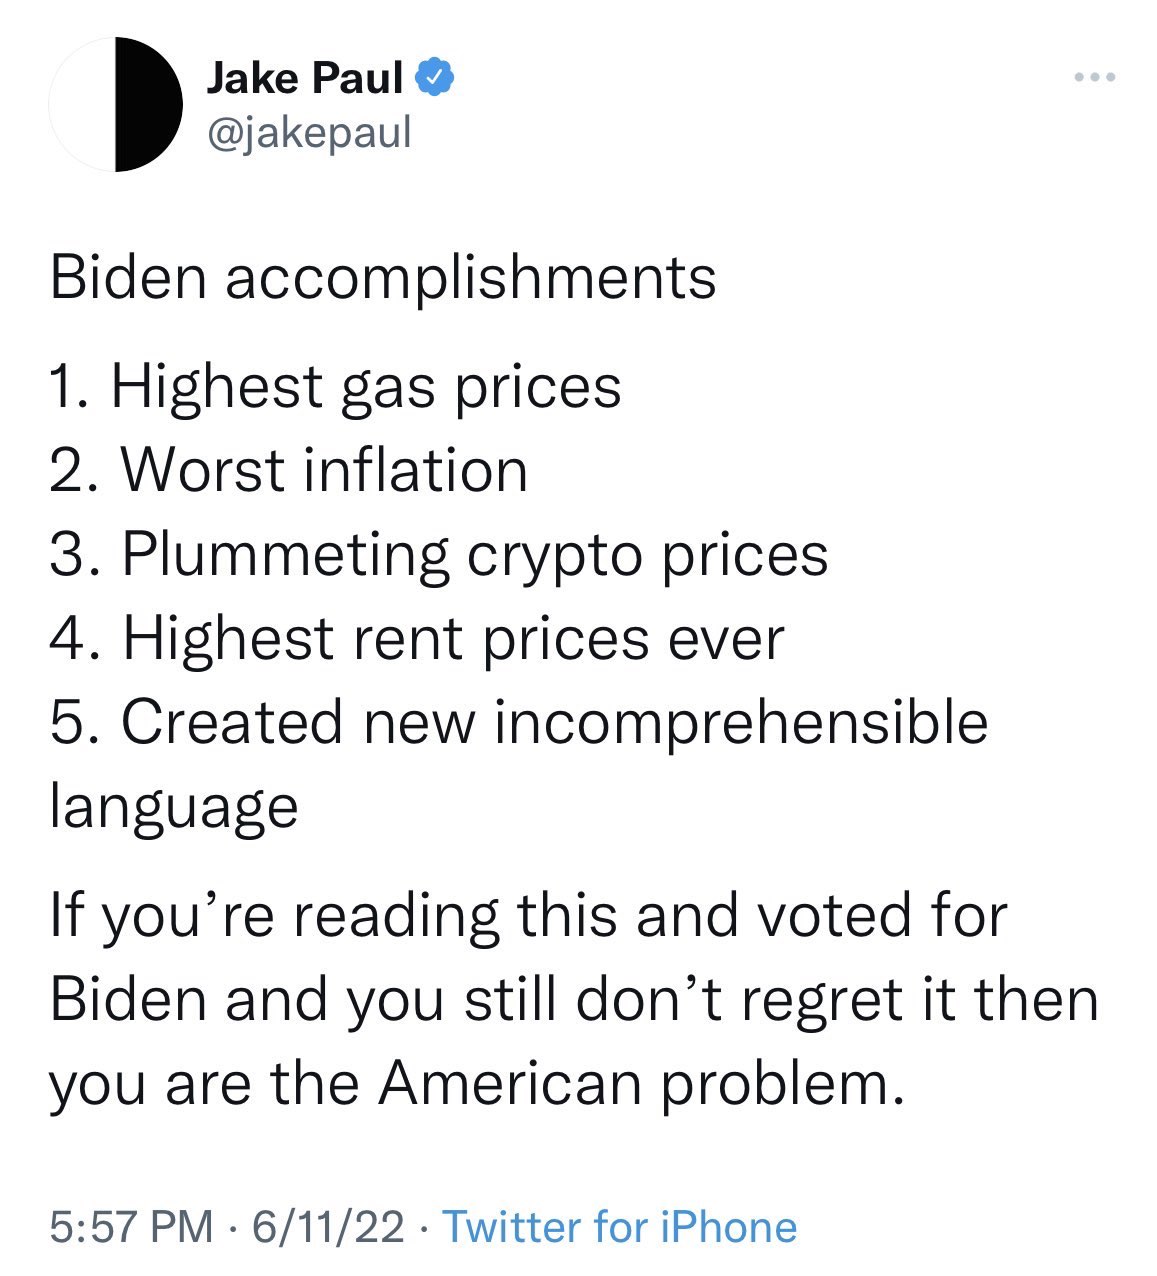 Jake Paul
@jakepaul
Biden accomplishments
1. Highest gas prices
2. Worst inflation
3. Plummeting crypto prices
4. Highest rent prices ever
5. Created new incomprehensible
language
If you’re reading this and voted for
Biden and you still don’t regret it then
you are the American problem.
5:57 PM · 6/11/22 · Twitter for iPhone